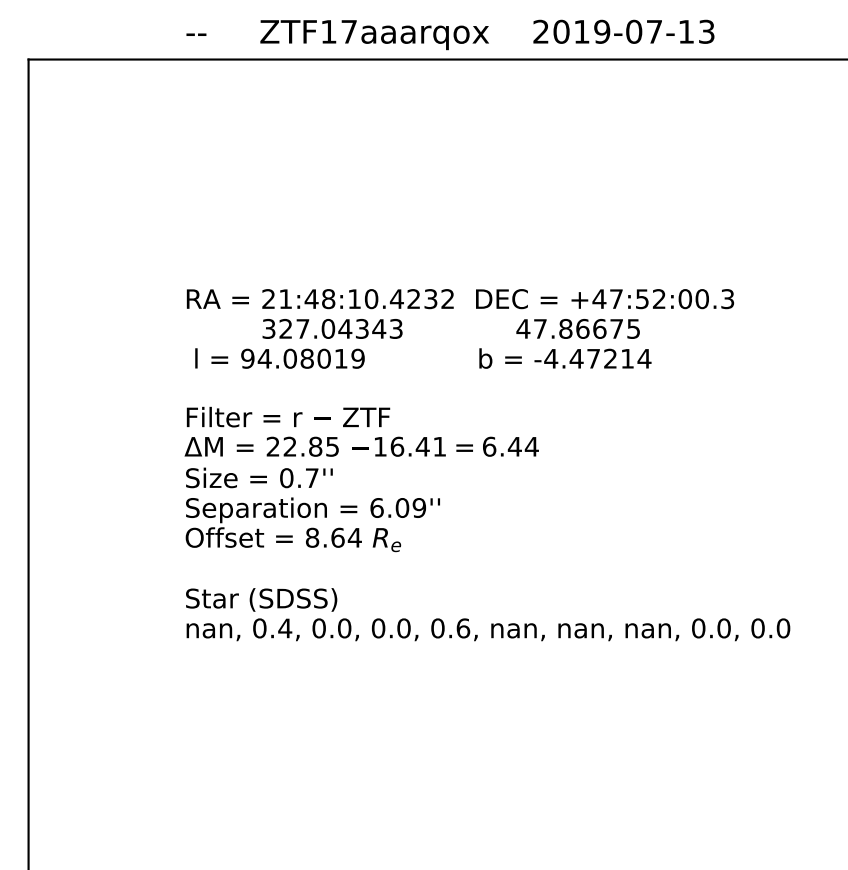 -- ZTF17aaarqox 2019-07-13
RA = 21:48:10.4232 DEC = +47:52:00.3
327.04343 47.86675
l = 94.08019 b = -4.47214
Filter = r − ZTF
ΔM = 22.85 −16.41 = 6.44
Size = 0.7''
Separation = 6.09''
Offset = 8.64 Re
Star (SDSS)
nan, 0.4, 0.0, 0.0, 0.6, nan, nan, nan, 0.0, 0.0